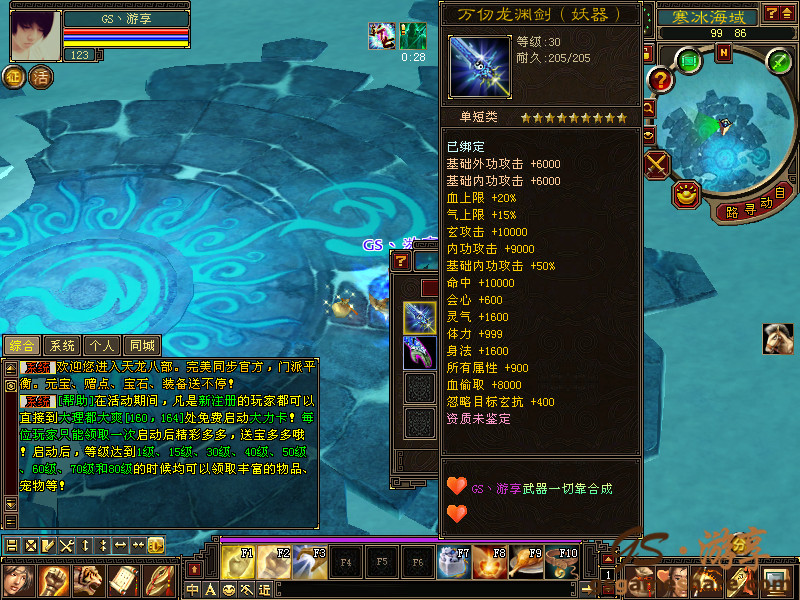 GS丶游享
123
征 活
0:28
万仞龙渊剑（妖器）
等级:30
耐久:205/205
单短类
已绑定
基础外功攻击 +6000
基础内功攻击 +6000
血上限 +20%
气上限 +15%
玄攻击 +10000
内功攻击 +9000
基础内功攻击 +50%
命中 +10000
会心 +600
灵气 +1600
体力 +999
身法 +1600
所有属性 +900
血偷取 +8000
忽略目标玄抗 +400
资质未鉴定
GS丶游享武器一切靠合成
寒冰海域
99 86
N
自动寻路
GS丶游享
综合 系统 个人 同城
系统 欢迎您进入天龙八部。完美同步官方，门派平
衡。元宝、赠点、宝石、装备送不停！
系统 [帮助]在活动期间，凡是新注册的玩家都可以
直接到大理都大爽[160，164]处免费启动大力卡！每
位玩家只能领取一次启动后精彩多多，送宝多多哦
！启动后，等级达到1级、15级、30级、40级、50级
、60级、70级和80级的时候均可以领取丰富的物品、
宠物等！
F1 F2 F3 F4 F5 F6 F7 F8 F9 F10
1
中 A 近
GS·游享